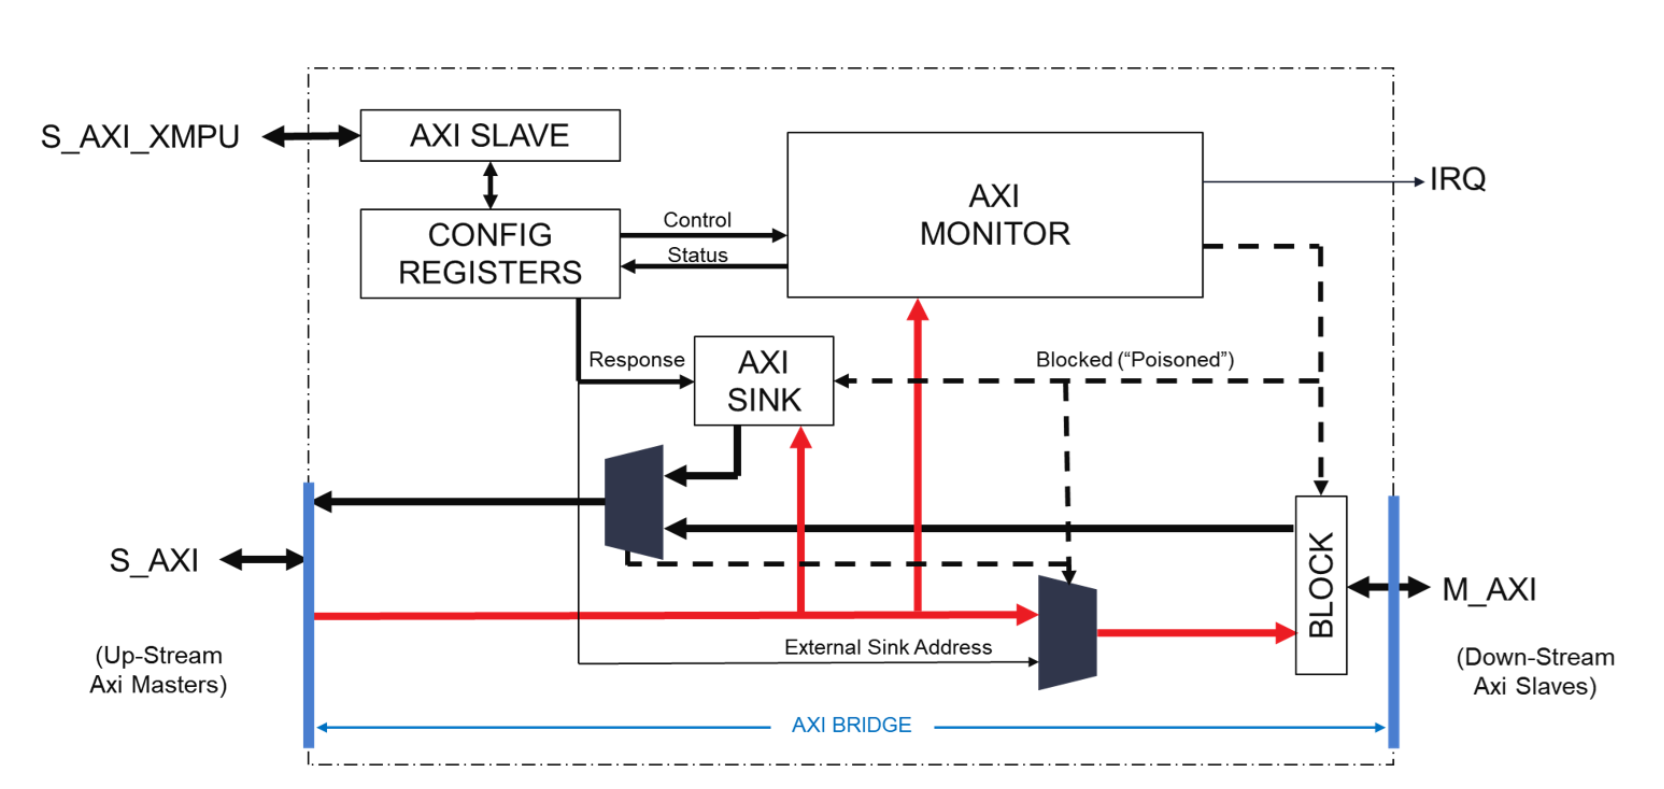 S_AXI_XMPU
AXI SLAVE
CONFIG
REGISTERS
Control
Status
AXI
MONITOR
IRQ
Response
AXI
SINK
Blocked (“Poisoned”)
S_AXI
BLOCK
M_AXI
(Up-Stream
Axi Masters)
External Sink Address
(Down-Stream
Axi Slaves)
AXI BRIDGE